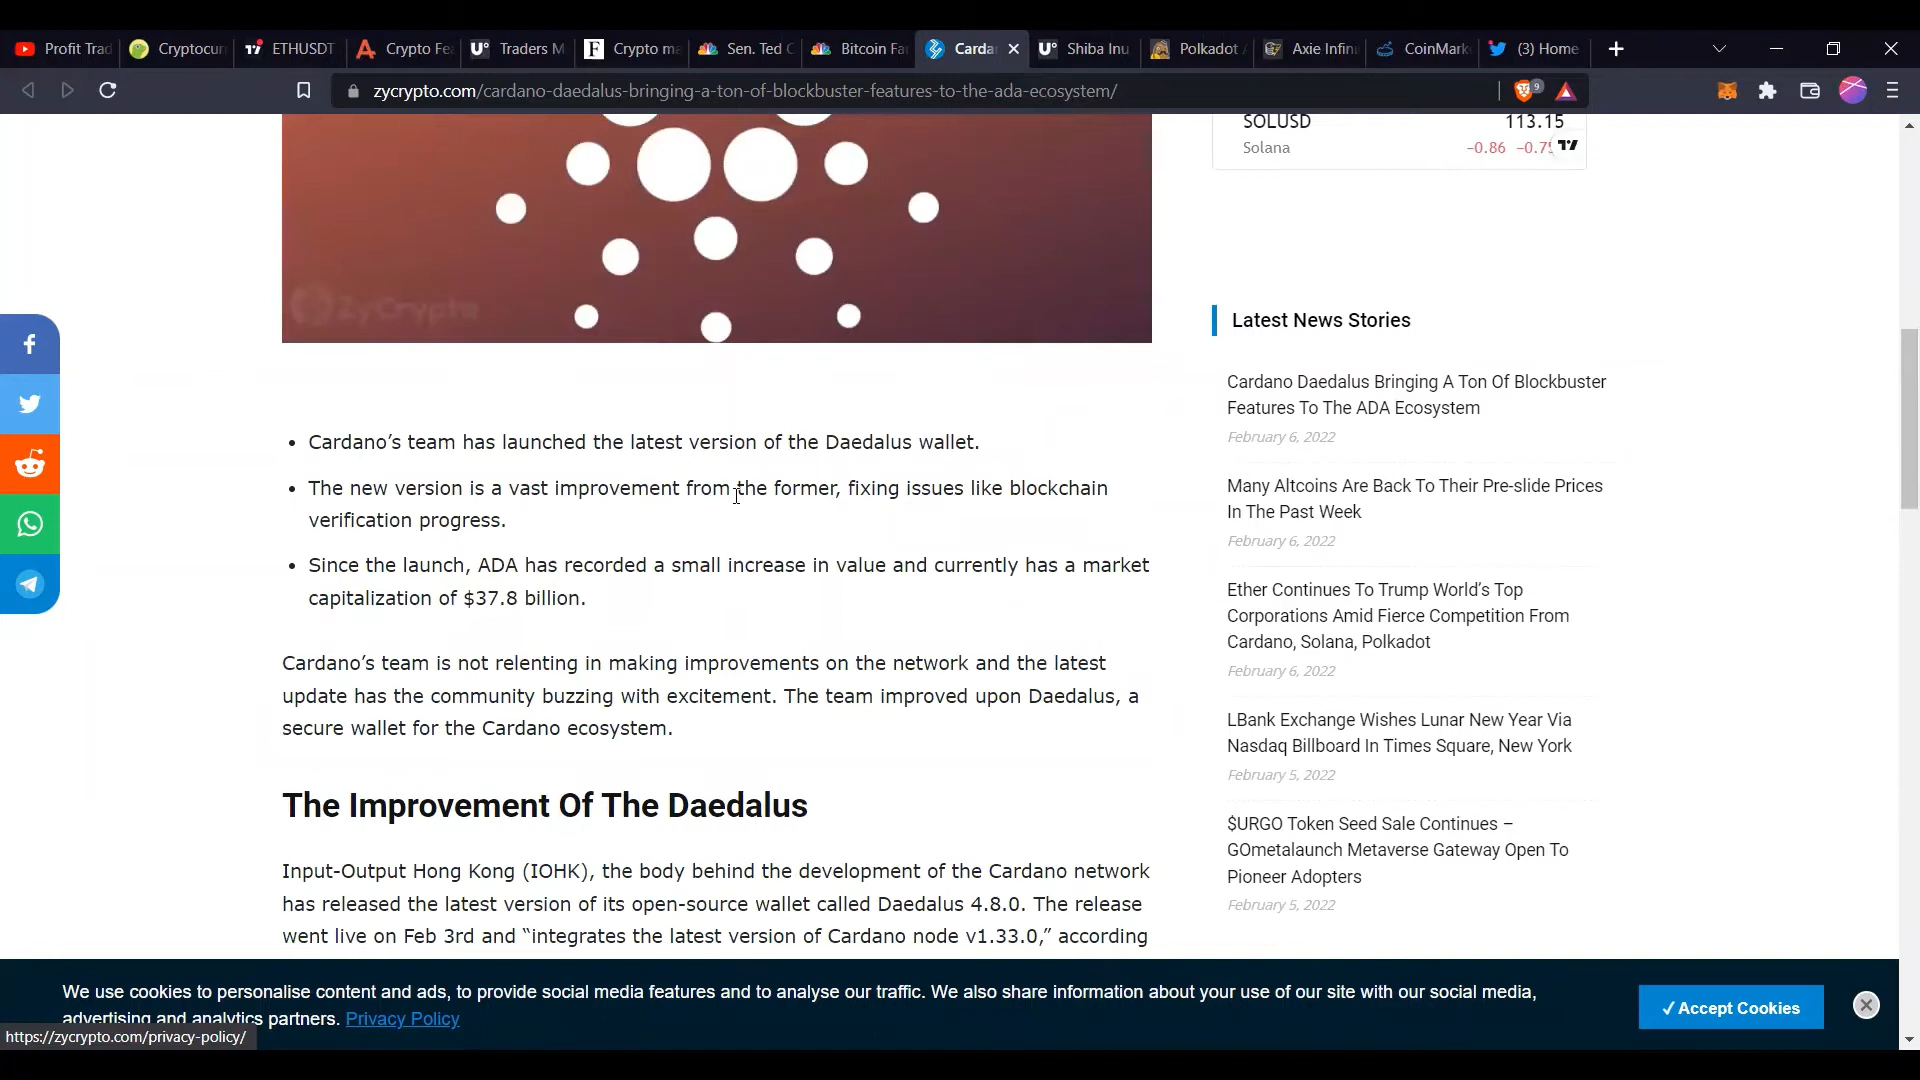 Profit Trad
Cryptocur
ETHUSDT
Crypto Fe
Traders M
Crypto ma
Sen. Ted C
Bitcoin Fa
Carda
Shiba Inu
Polkadot
Axie Infin
CoinMark
(3) Home
zycrypto.com/cardano-daedalus-bringing-a-ton-of-blockbuster-features-to-the-ada-ecosystem/
9
SOLUSD 113.15
Solana −0.86
ZyCrypto
Cardano’s team has launched the latest version of the Daedalus wallet.
The new version is a vast improvement from the former, fixing issues like blockchain
verification progress.
Since the launch, ADA has recorded a small increase in value and currently has a market
capitalization of $37.8 billion.
Cardano’s team is not relenting in making improvements on the network and the latest
update has the community buzzing with excitement. The team improved upon Daedalus, a
secure wallet for the Cardano ecosystem.
The Improvement Of The Daedalus
Input-Output Hong Kong (IOHK), the body behind the development of the Cardano network
has released the latest version of its open-source wallet called Daedalus 4.8.0. The release
went live on Feb 3rd and “integrates the latest version of Cardano node v1.33.0,” according
Latest News Stories
Cardano Daedalus Bringing A Ton Of Blockbuster
Features To The ADA Ecosystem
February 6, 2022
Many Altcoins Are Back To Their Pre-slide Prices
In The Past Week
February 6, 2022
Ether Continues To Trump World’s Top
Corporations Amid Fierce Competition From
Cardano, Solana, Polkadot
February 6, 2022
LBank Exchange Wishes Lunar New Year Via
Nasdaq Billboard In Times Square, New York
February 5, 2022
$URGO Token Seed Sale Continues –
GOmetalaunch Metaverse Gateway Open To
Pioneer Adopters
February 5, 2022
We use cookies to personalise content and ads, to provide social media features and to analyse our traffic. We also share information about your use of our site with our social media,
advertising and analytics partners. Privacy Policy
✓ Accept Cookies
https://zycrypto.com/privacy-policy/